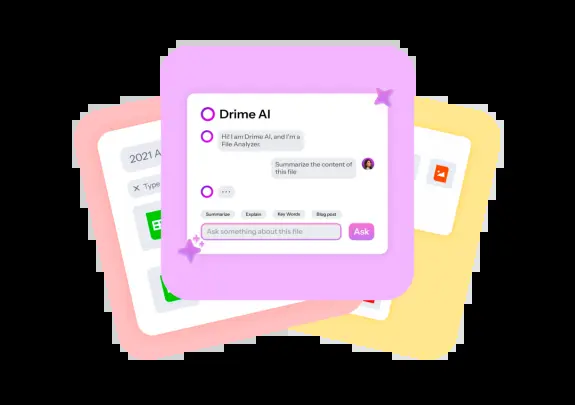 Drime AI
Hi! I am Drime AI, and I'm a
File Analyzer.
Summarize the content of
this file
Summarize
Explain
Key Words
Blog post
Ask something about this file
Ask
2021 A
Type